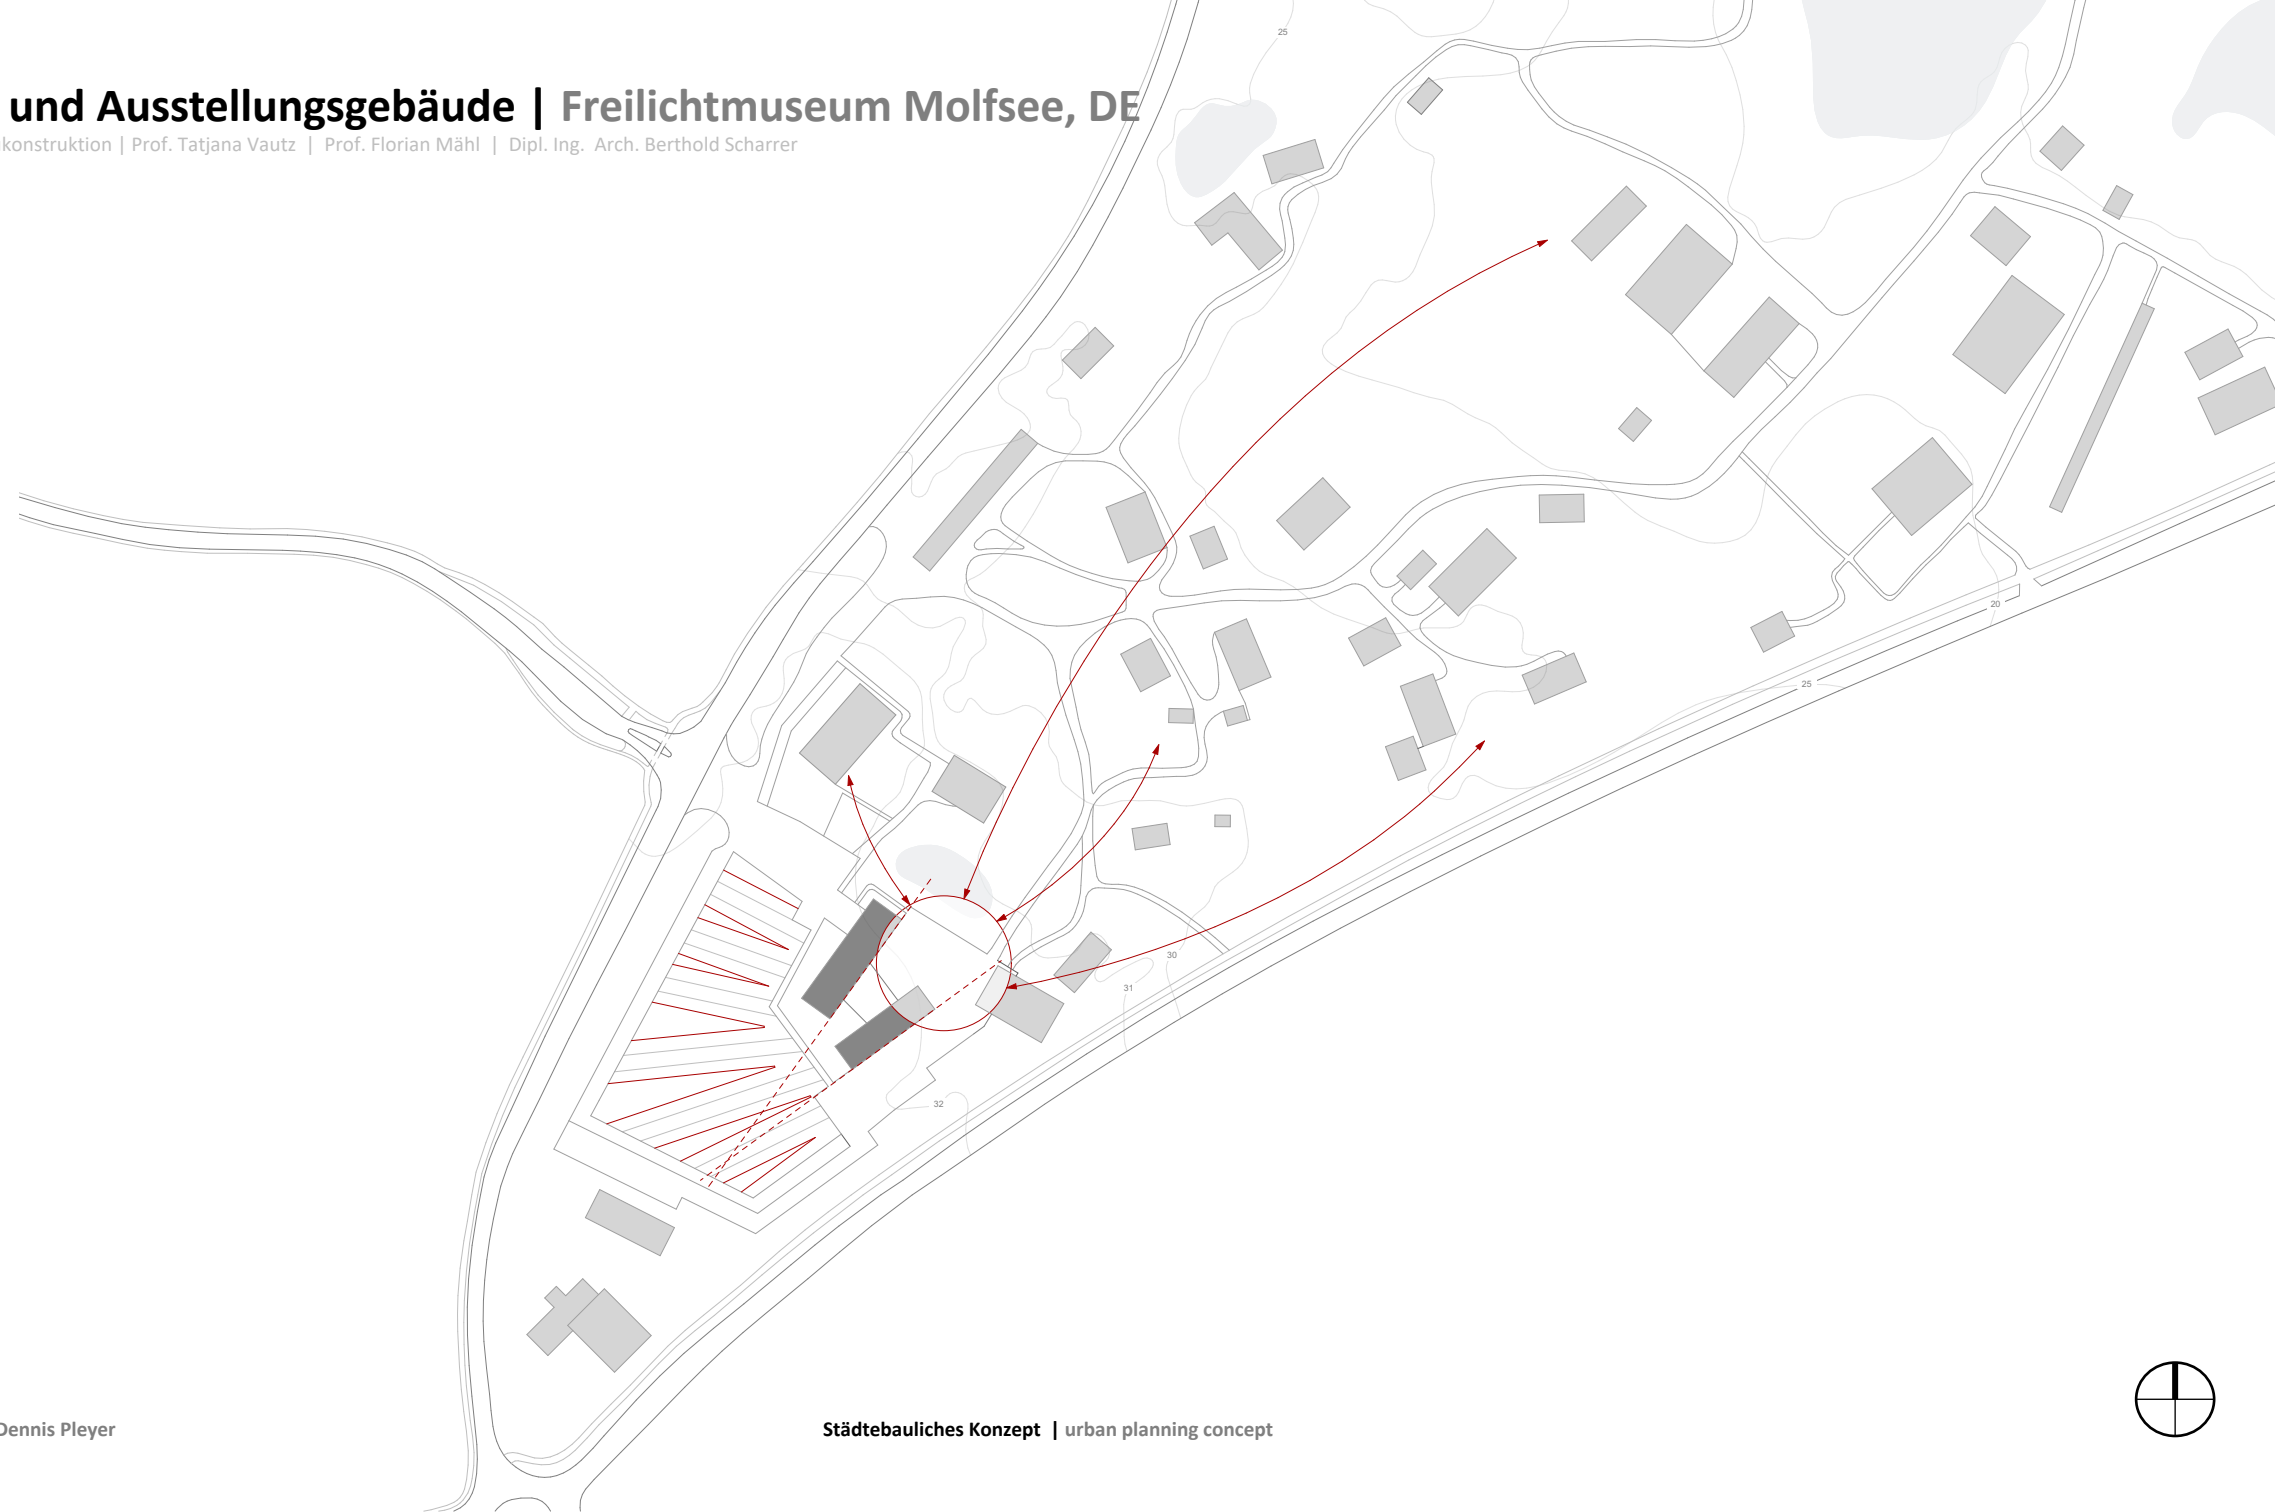 und Ausstellungsgebäude | Freilichtmuseum Molfsee, DE
konstruktion | Prof. Tatjana Vautz | Prof. Florian Mähl | Dipl. Ing. Arch. Berthold Scharrer
25
20
25
30
31
32
Dennis Pleyer
Städtebauliches Konzept | urban planning concept